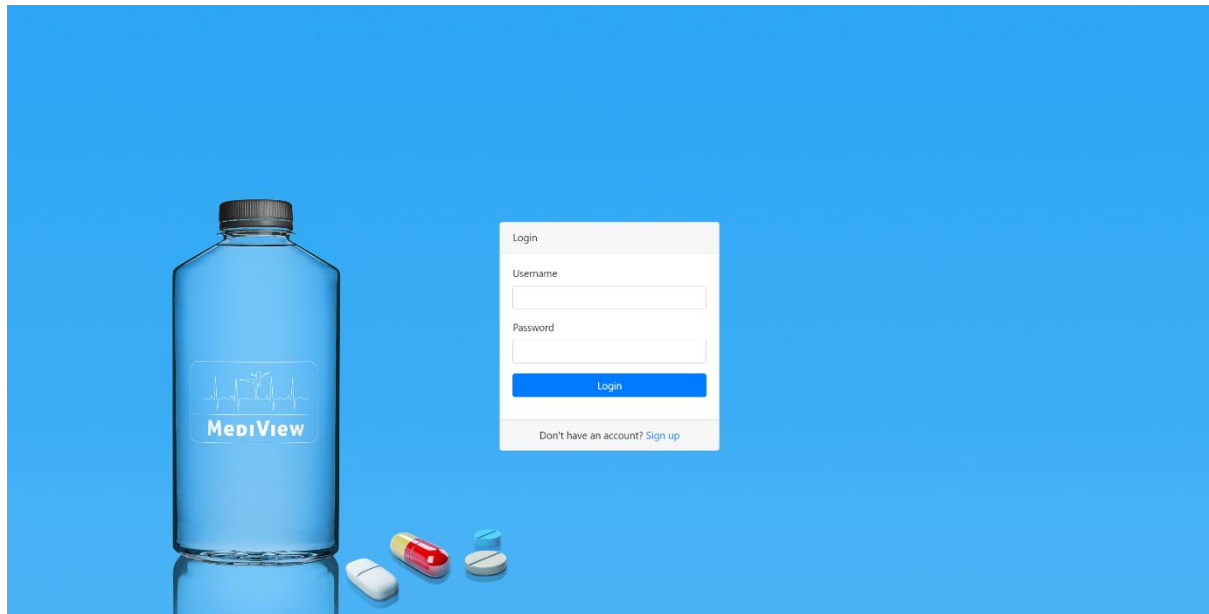 MEDIVIEW
Login
Username
Password
Login
Don't have an account? Sign up